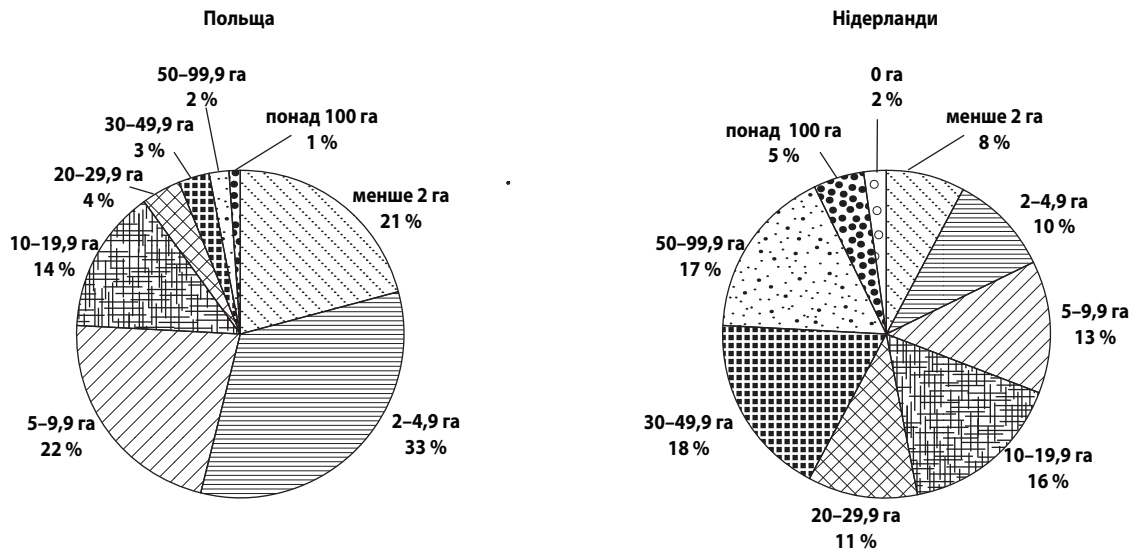 Польща
50–99,9 га
2 %
понад 100 га
1 %
30–49,9 га
3 %
20–29,9 га
4 %
менше 2 га
21 %
10–19,9 га
14 %
5–9,9 га
22 %
2–4,9 га
33 %
Нідерланди
0 га
2 %
менше 2 га
8 %
понад 100 га
5 %
2–4,9 га
10 %
50–99,9 га
17 %
5–9,9 га
13 %
30–49,9 га
18 %
10–19,9 га
16 %
20–29,9 га
11 %